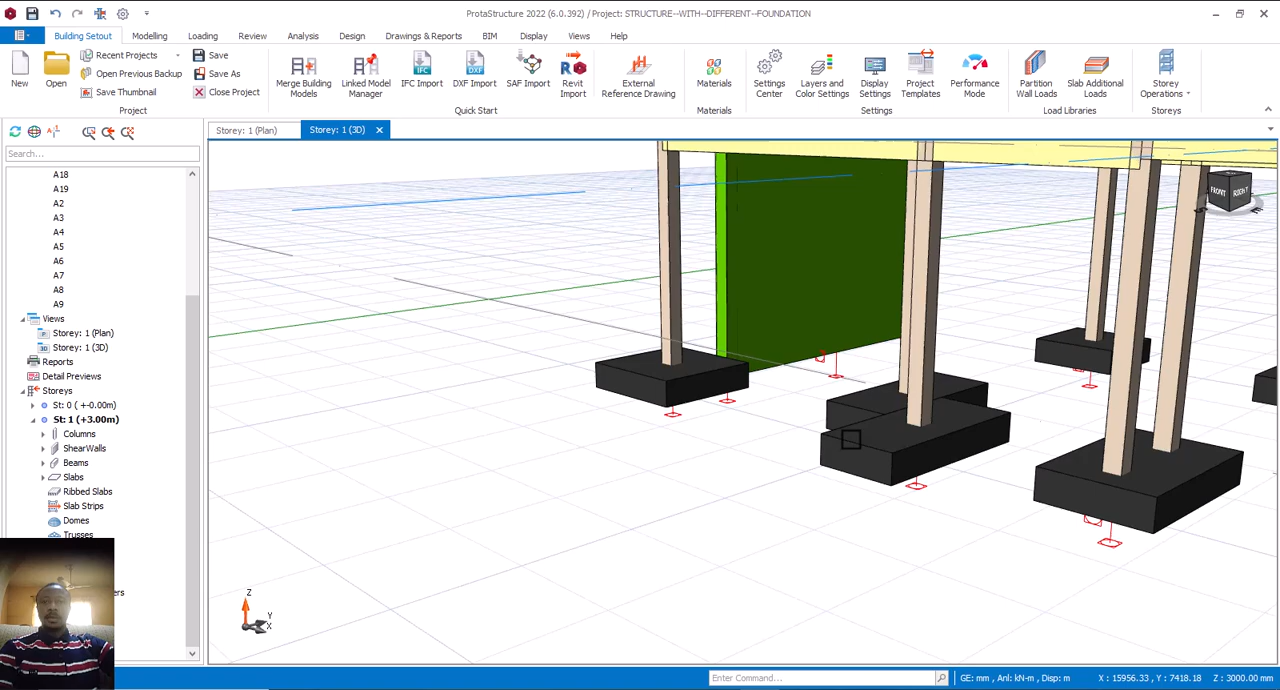 ProtaStructure 2022 (6.0.392) / Project: STRUCTURE--WITH--DIFFERENT--FOUNDATION
Building Setout Modelling Loading Review Analysis Design Drawings & Reports BIM Display Views Help
New
Open
Recent Projects
Open Previous Backup
Save Thumbnail
Save
Save As
Close Project
Project
Merge Building Models
Linked Model Manager
IFC Import
DXF Import
SAF Import
Revit Import
External Reference Drawing
Quick Start
Materials
Materials
Settings Center
Layers and Color Settings
Display Settings
Project Templates
Performance Mode
Settings
Partition Wall Loads
Slab Additional Loads
Load Libraries
Storey Operations
Storeys
Storey: 1 (Plan)
Storey: 1 (3D)
Search...
A18
A19
A2
A3
A4
A5
A6
A7
A8
A9
Views
Storey: 1 (Plan)
Storey: 1 (3D)
Reports
Detail Previews
Storeys
St: 0 ( +-0.00m)
St: 1 (+3.00m)
Columns
ShearWalls
Beams
Slabs
Ribbed Slabs
Slab Strips
Domes
Trusses
FRONT
RIGHT
Z
Y
X
Enter Command...
GE: mm , Anl: kN-m , Disp: m
X : 15956.33 , Y : 7418.18
Z : 3000.00 mm